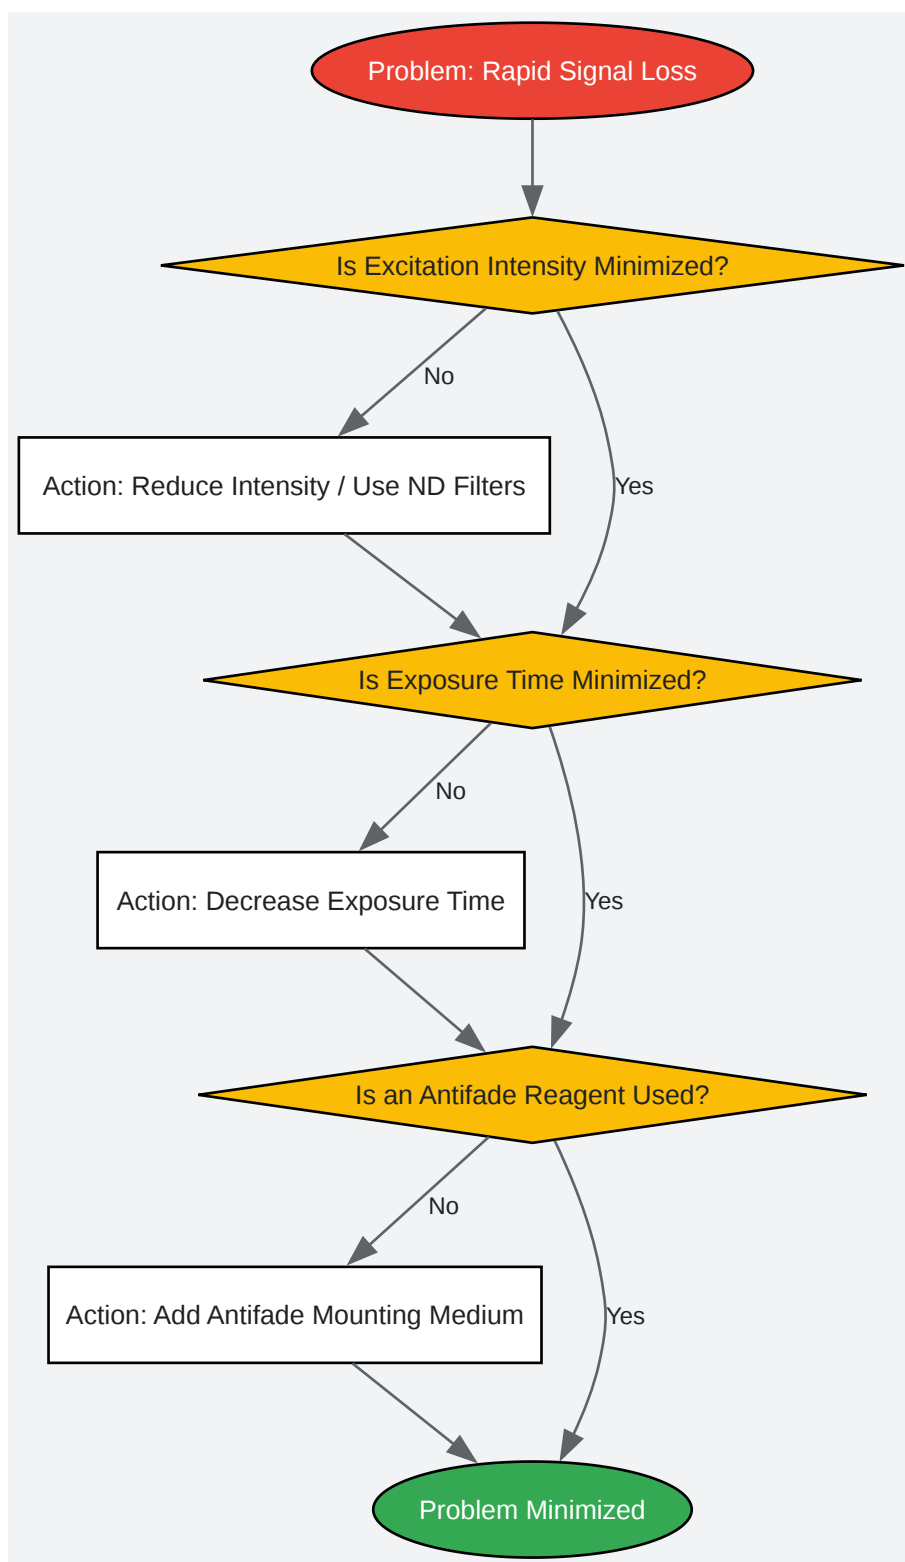 Problem: Rapid Signal Loss
Is Excitation Intensity Minimized?
No
Action: Reduce Intensity / Use ND Filters
Yes
Is Exposure Time Minimized?
No
Action: Decrease Exposure Time
Yes
Is an Antifade Reagent Used?
No
Action: Add Antifade Mounting Medium
Yes
Problem Minimized